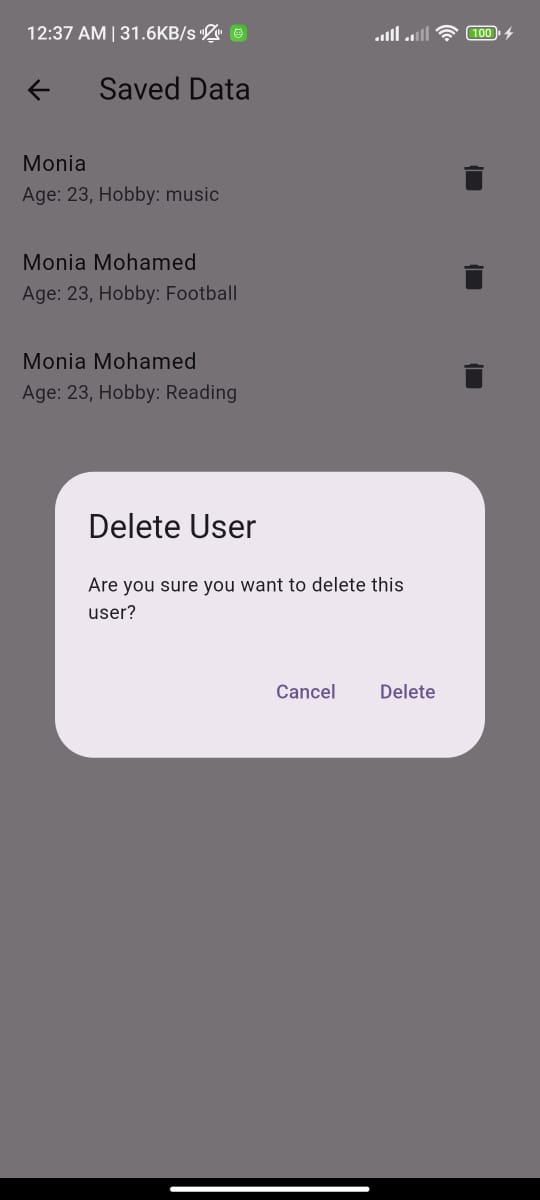 12:37 AM | 31.6KB/s 100
Saved Data
Monia
Age: 23, Hobby: music
Monia Mohamed
Age: 23, Hobby: Football
Monia Mohamed
Age: 23, Hobby: Reading
Delete User
Are you sure you want to delete this
user?
Cancel Delete